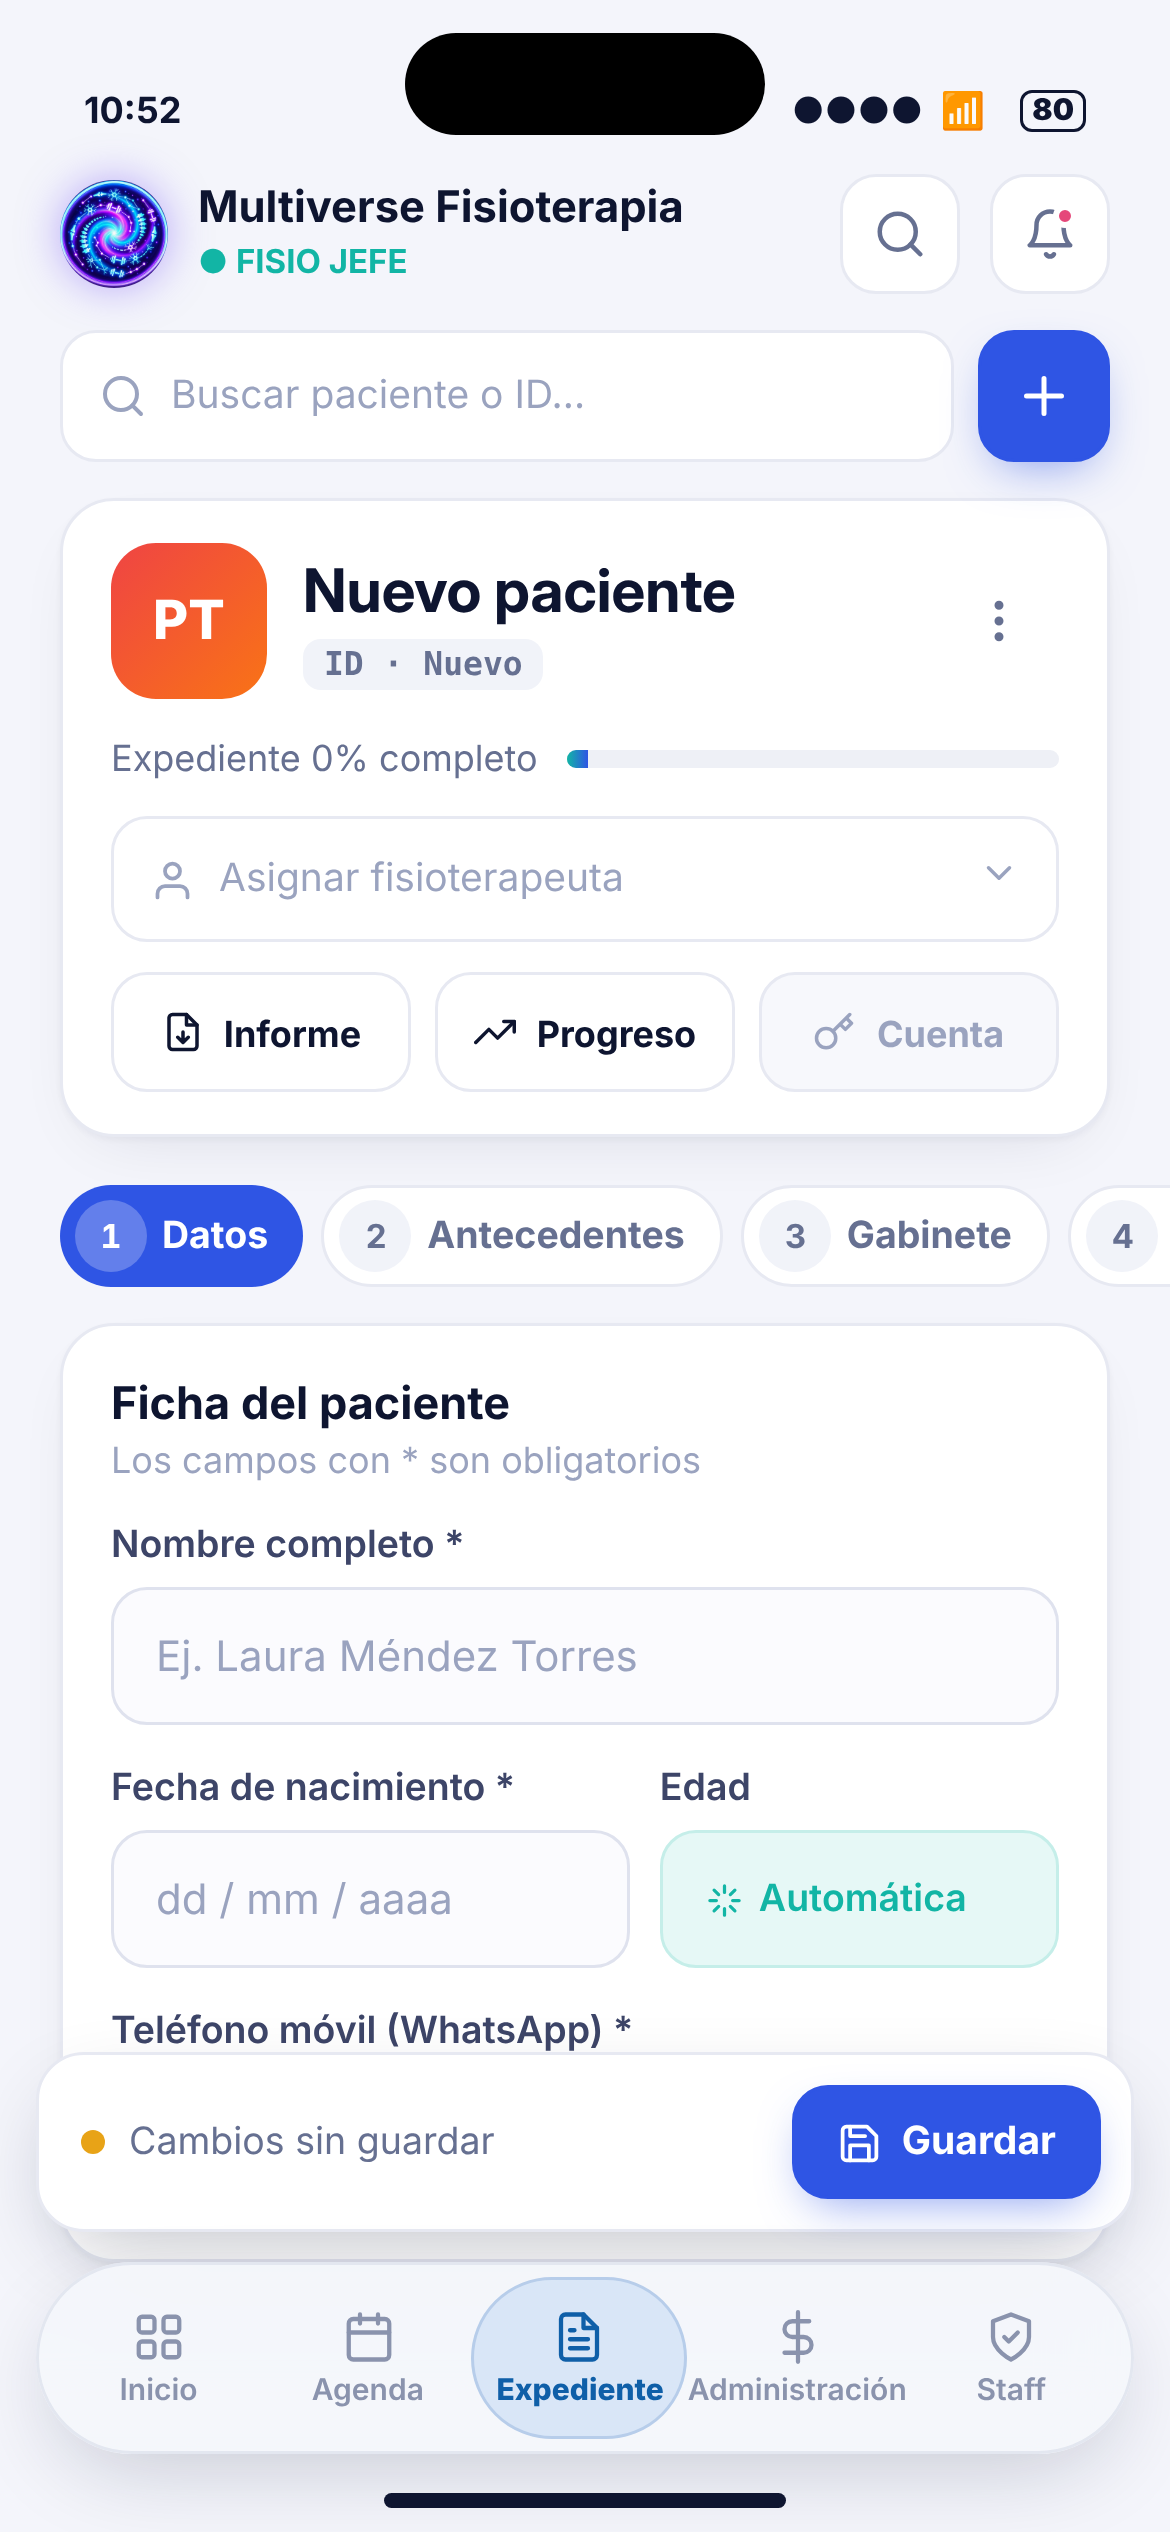 10:52
80
Multiverse Fisioterapia
FISIO JEFE
Buscar paciente o ID...
PT
Nuevo paciente
ID · Nuevo
Expediente 0% completo
Asignar fisioterapeuta
Informe
Progreso
Cuenta
1 Datos
2 Antecedentes
3 Gabinete
4
Ficha del paciente
Los campos con * son obligatorios
Nombre completo *
Ej. Laura Méndez Torres
Fecha de nacimiento *
Edad
dd / mm / aaaa
Automática
Teléfono móvil (WhatsApp) *
Cambios sin guardar
Guardar
Inicio
Agenda
Expediente
Administración
Staff